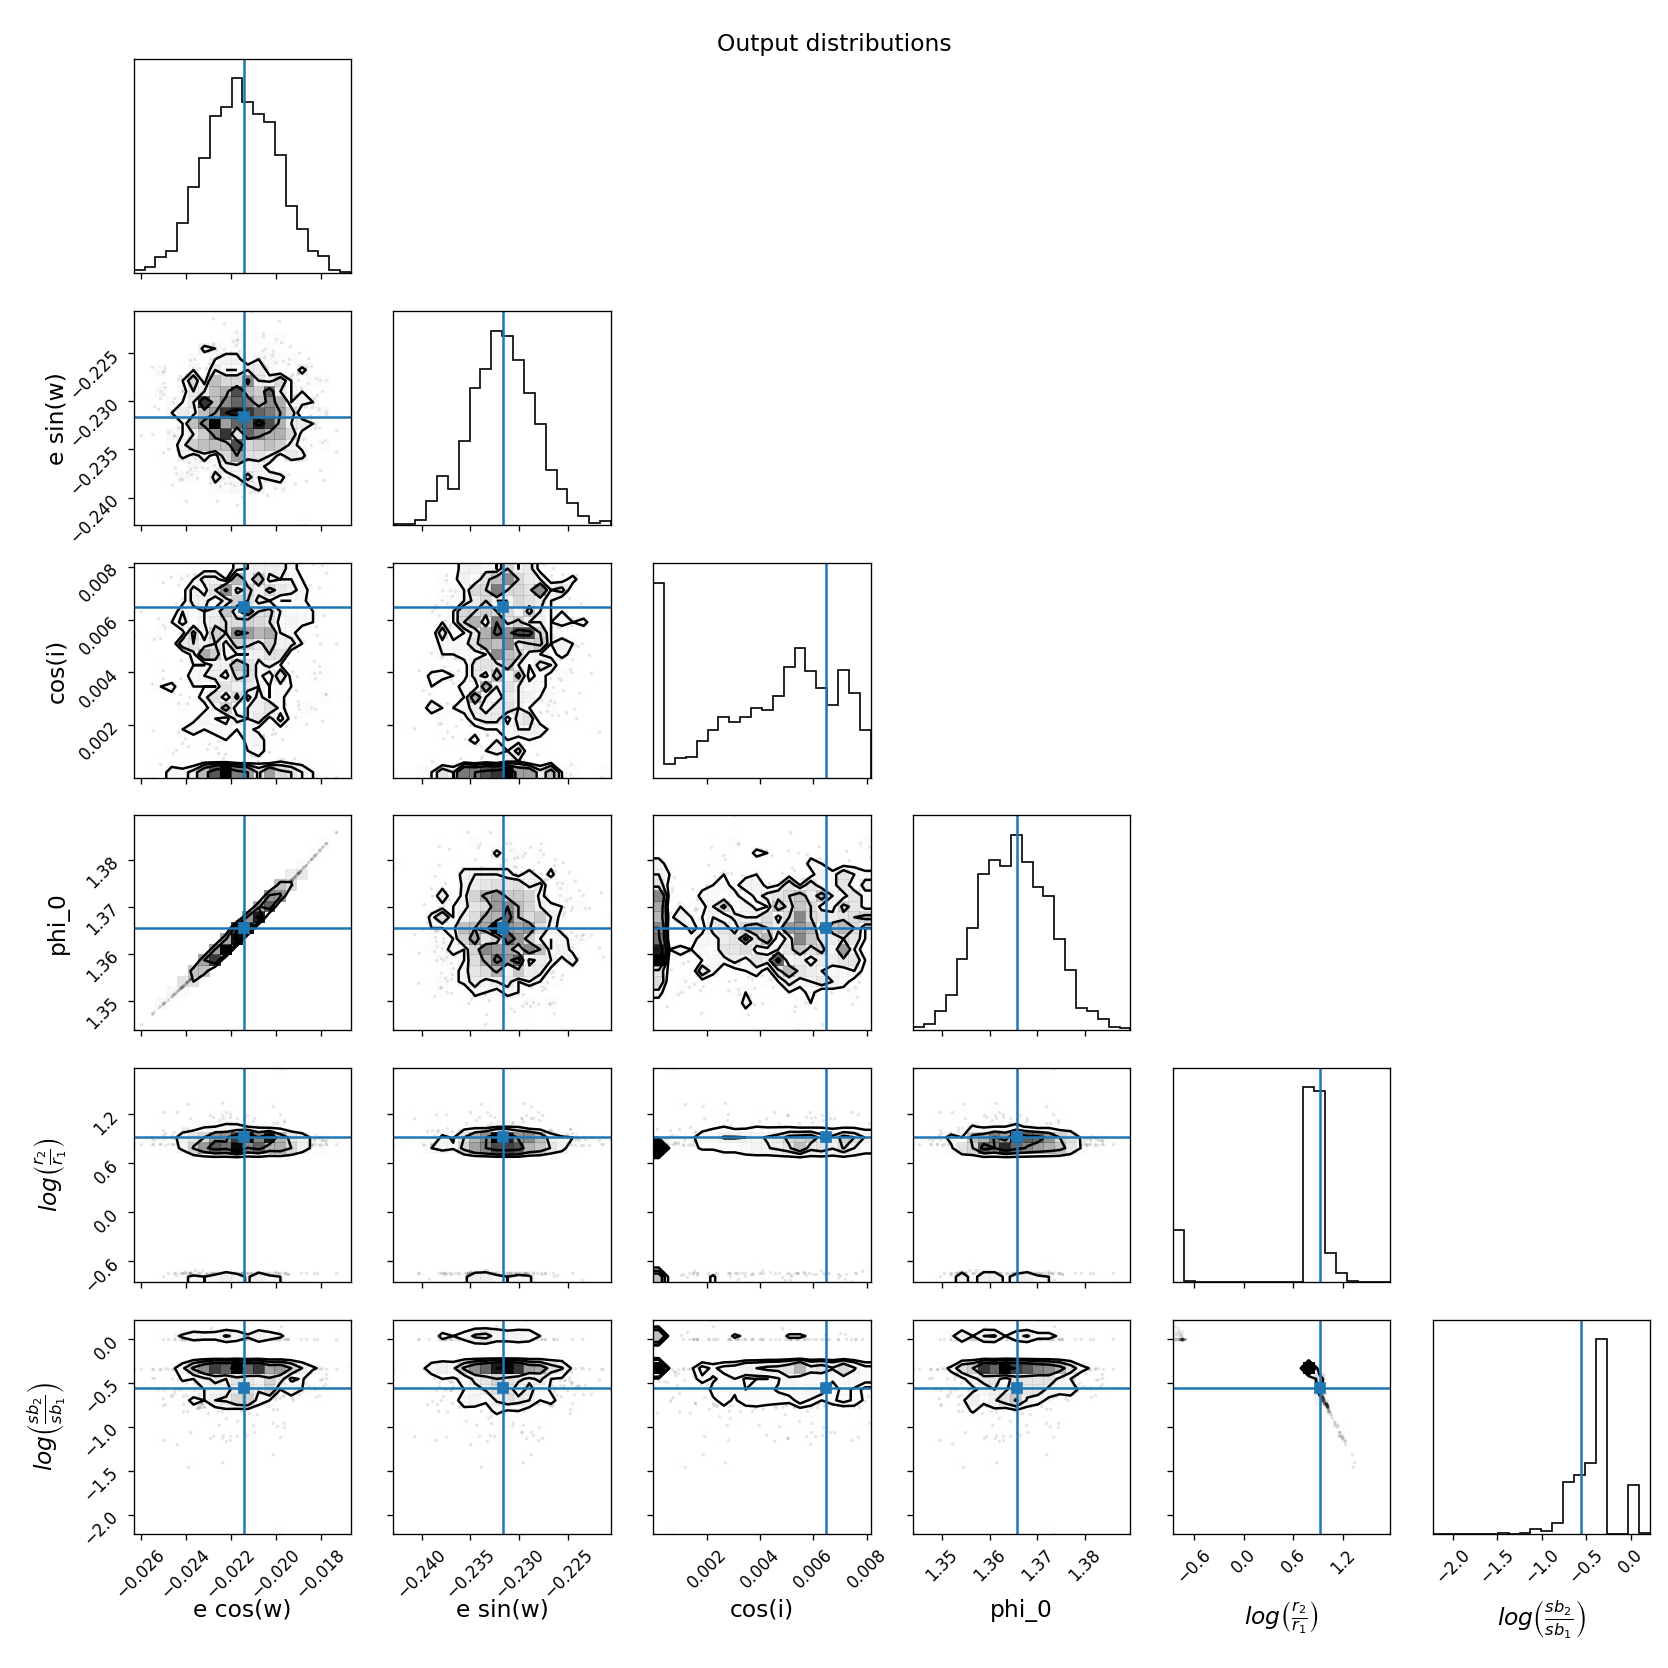 Output distributions
e sin(w)
−0.225
−0.230
−0.235
−0.240
cos(i)
0.008
0.006
0.004
0.002
phi_0
1.38
1.37
1.36
1.35
log(r₂/r₁)
1.2
0.6
0.0
−0.6
log(sb₂/sb₁)
0.0
−0.5
−1.0
−1.5
−2.0
−0.026 −0.024 −0.022 −0.020 −0.018 −0.240 −0.235 −0.230 −0.225 0.002 0.004 0.006 0.008 1.35 1.36 1.37 1.38 −0.6 0.0 0.6 1.2 −2.0 −1.5 −1.0 −0.5 0.0
e cos(w) e sin(w) cos(i) phi_0 log(r₂/r₁) log(sb₂/sb₁)